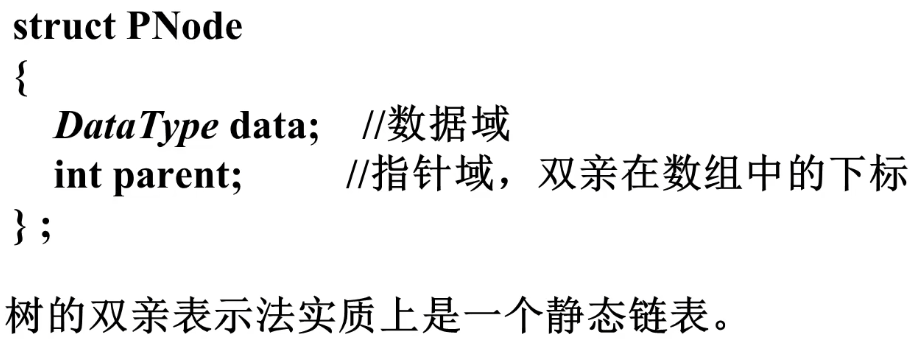 struct PNode
{
DataType data; //数据域
int parent; //指针域，双亲在数组中的下标
} ;
树的双亲表示法实质上是一个静态链表。